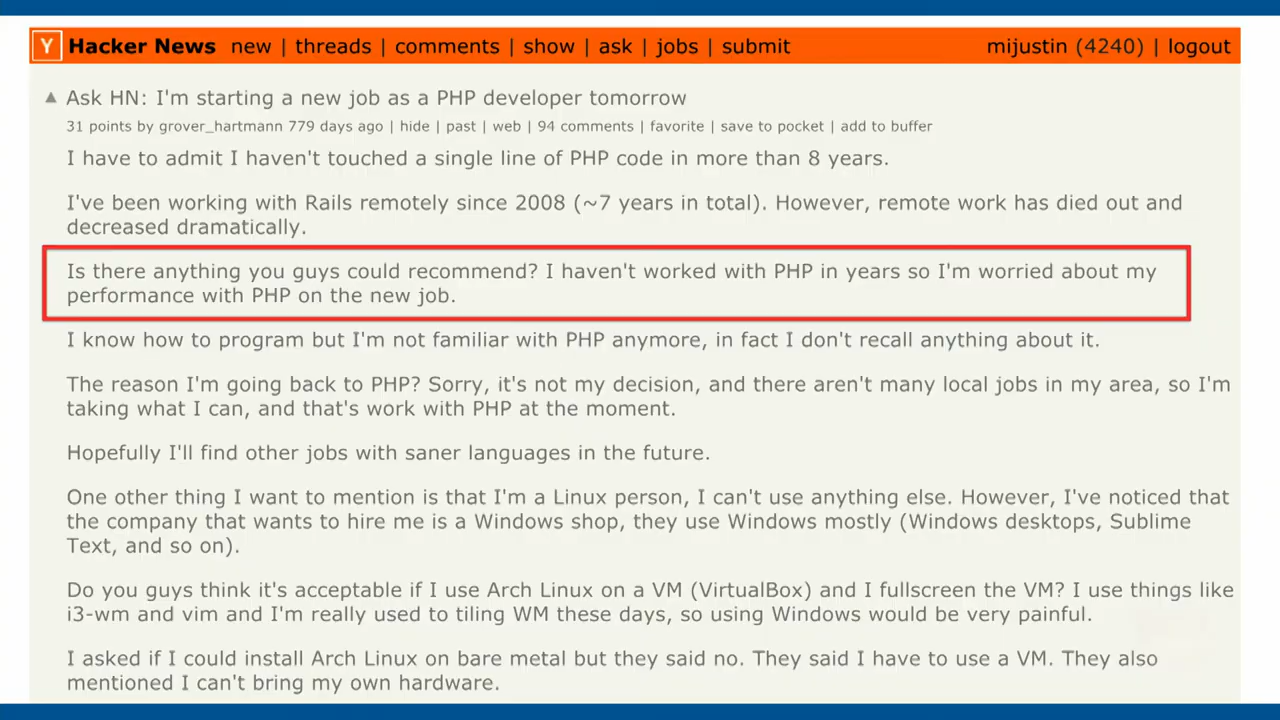 Y Hacker News new | threads | comments | show | ask | jobs | submit mijustin (4240) | logout
▲ Ask HN: I'm starting a new job as a PHP developer tomorrow
31 points by grover_hartmann 779 days ago | hide | past | web | 94 comments | favorite | save to pocket | add to buffer
I have to admit I haven't touched a single line of PHP code in more than 8 years.
I've been working with Rails remotely since 2008 (~7 years in total). However, remote work has died out and
decreased dramatically.
Is there anything you guys could recommend? I haven't worked with PHP in years so I'm worried about my
performance with PHP on the new job.
I know how to program but I'm not familiar with PHP anymore, in fact I don't recall anything about it.
The reason I'm going back to PHP? Sorry, it's not my decision, and there aren't many local jobs in my area, so I'm
taking what I can, and that's work with PHP at the moment.
Hopefully I'll find other jobs with saner languages in the future.
One other thing I want to mention is that I'm a Linux person, I can't use anything else. However, I've noticed that
the company that wants to hire me is a Windows shop, they use Windows mostly (Windows desktops, Sublime
Text, and so on).
Do you guys think it's acceptable if I use Arch Linux on a VM (VirtualBox) and I fullscreen the VM? I use things like
i3-wm and vim and I'm really used to tiling WM these days, so using Windows would be very painful.
I asked if I could install Arch Linux on bare metal but they said no. They said I have to use a VM. They also
mentioned I can't bring my own hardware.